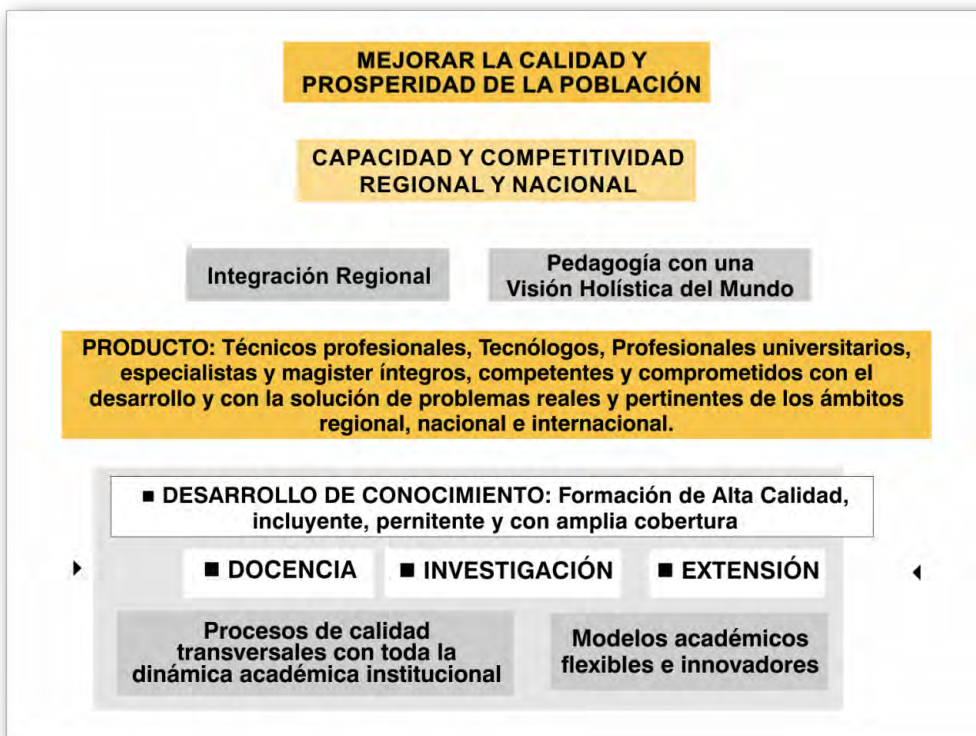 MEJORAR LA CALIDAD Y
PROSPERIDAD DE LA POBLACIÓN
CAPACIDAD Y COMPETITIVIDAD
REGIONAL Y NACIONAL
Integración Regional
Pedagogía con una
Visión Holística del Mundo
PRODUCTO: Técnicos profesionales, Tecnólogos, Profesionales universitarios,
especialistas y magister íntegros, competentes y comprometidos con el
desarrollo y con la solución de problemas reales y pertinentes de los ámbitos
regional, nacional e internacional.
■ DESARROLLO DE CONOCIMIENTO: Formación de Alta Calidad,
incluyente, pernitente y con amplia cobertura
■ DOCENCIA
■ INVESTIGACIÓN
■ EXTENSIÓN
Procesos de calidad
transversales con toda la
dinámica académica institucional
Modelos académicos
flexibles e innovadores